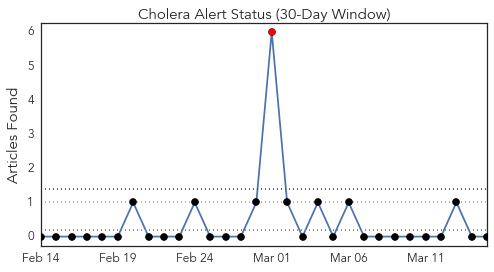 Cholera Alert Status (30-Day Window)
Articles Found
6
5
4
3
2
1
0
Feb 14 Feb 19 Feb 24 Mar 01 Mar 06 Mar 11